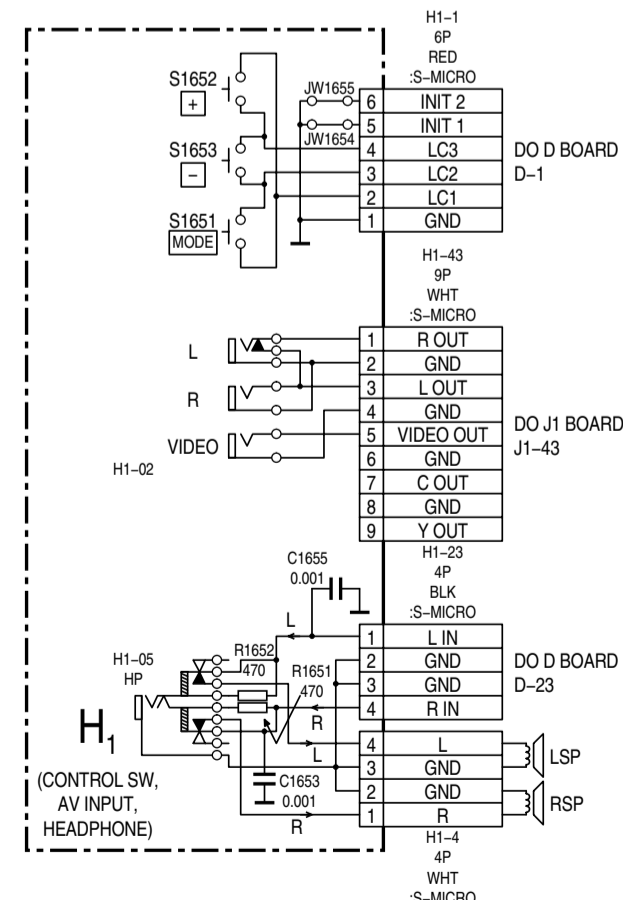 H1-1
6P
RED
:S-MICRO
S1652
+
S1653
−
S1651
MODE
JW1655
JW1654
6 INIT 2
5 INIT 1
4 LC3
3 LC2
2 LC1
1 GND
DO D BOARD
D-1
H1-43
9P
WHT
:S-MICRO
L
R
VIDEO
H1-02
1 R OUT
2 GND
3 L OUT
4 GND
5 VIDEO OUT
6 GND
7 C OUT
8 GND
9 Y OUT
DO J1 BOARD
J1-43
H1-23
4P
BLK
:S-MICRO
C1655
0.001
L
1 L IN
2 GND
3 GND
4 R IN
DO D BOARD
D-23
H1-05
HP
R1652
470
R1651
470
R
L
C1653
0.001
R
4 L
3 GND
2 GND
1 R
LSP
RSP
H1
(CONTROL SW,
AV INPUT,
HEADPHONE)
H1-4
4P
WHT
:S-MICRO